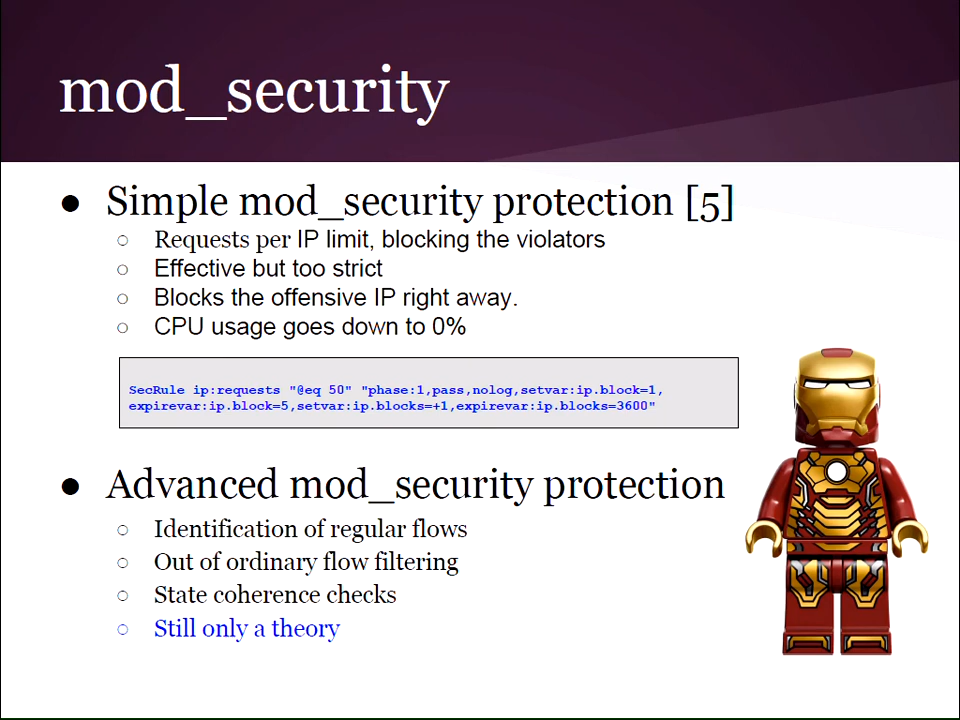 mod_security
● Simple mod_security protection [5]
○ Requests per IP limit, blocking the violators
○ Effective but too strict
○ Blocks the offensive IP right away.
○ CPU usage goes down to 0%
SecRule ip:requests "@eq 50" "phase:1,pass,nolog,setvar:ip.block=1,
expirevar:ip.block=5,setvar:ip.blocks=+1,expirevar:ip.blocks=3600"
● Advanced mod_security protection
○ Identification of regular flows
○ Out of ordinary flow filtering
○ State coherence checks
○ Still only a theory